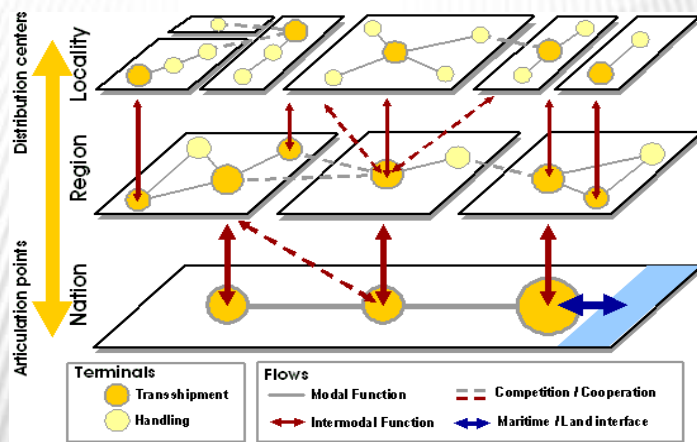 Distribution centers
Locality
Region
Articulation points
Nation
Terminals
Transshipment
Handling
Flows
Modal Function
Intermodal Function
Competition / Cooperation
Maritime / Land interface